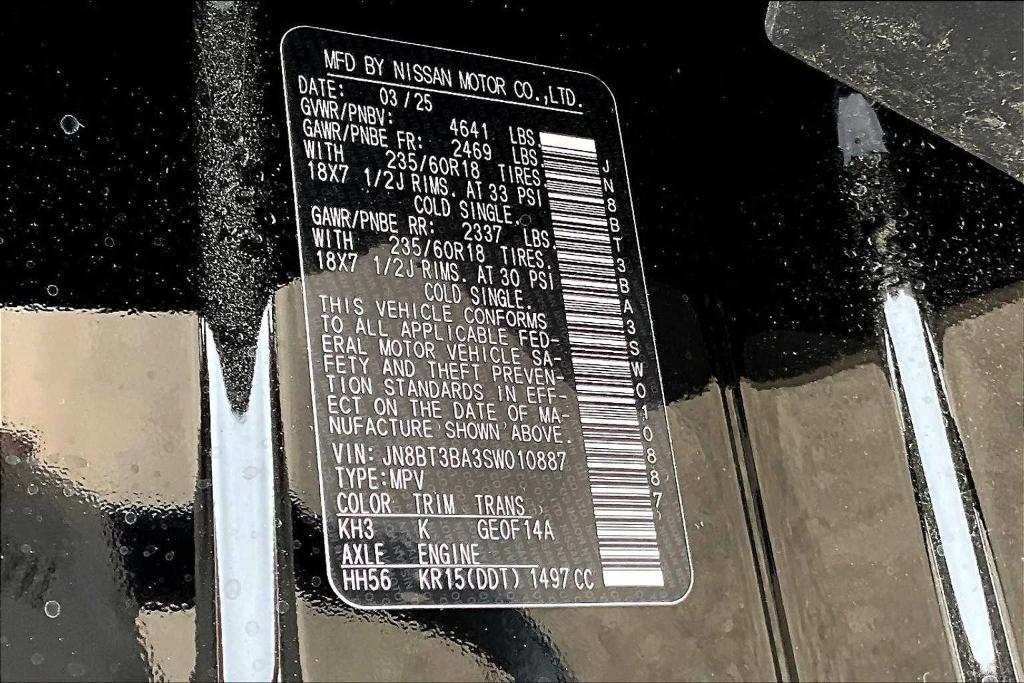 MFD BY NISSAN MOTOR CO.,LTD.
DATE: 03/25
GVWR/PNBV: 4641 LBS.
GAWR/PNBE FR: 2469 LBS.
WITH 235/60R18 TIRES.
18X7 1/2J RIMS. AT 33 PSI
COLD SINGLE.
GAWR/PNBE RR: 2337 LBS.
WITH 235/60R18 TIRES.
18X7 1/2J RIMS. AT 30 PSI
COLD SINGLE.
THIS VEHICLE CONFORMS
TO ALL APPLICABLE FED-
ERAL MOTOR VEHICLE SA-
FETY AND THEFT PREVEN-
TION STANDARDS IN EFF-
ECT ON THE DATE OF MA-
NUFACTURE SHOWN ABOVE.
VIN: JN8BT3BA3SW010887
TYPE:MPV
COLOR TRIM TRANS
KH3 K GE0F14A
AXLE ENGINE
HH56 KR15(DDT) 1497CC
JN8BT3BA3SW010887